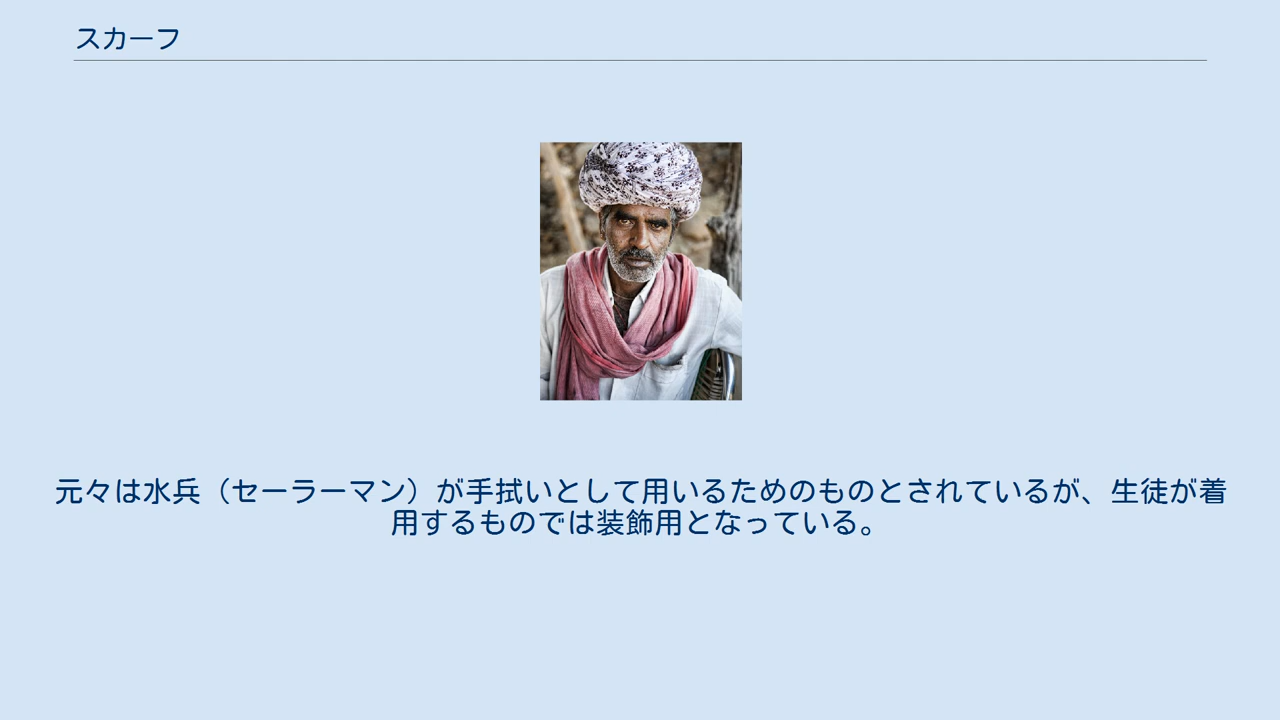 スカーフ
元々は水兵（セーラーマン）が手拭いとして用いるためのものとされているが、生徒が着
用するものでは装飾用となっている。